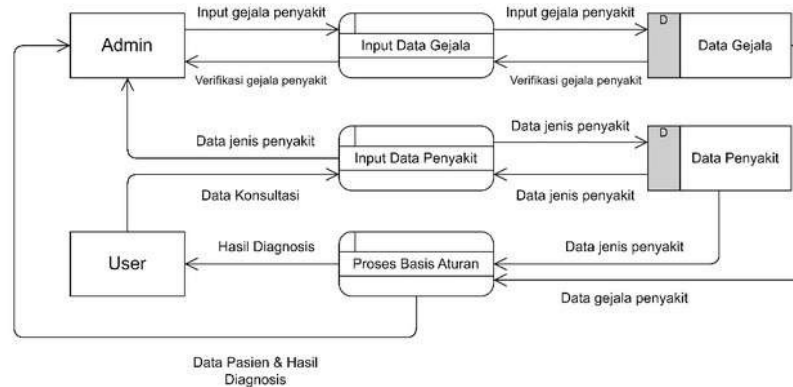 Input gejala penyakit
Input gejala penyakit
D
Admin
Input Data Gejala
Data Gejala
Verifikasi gejala penyakit
Verifikasi gejala penyakit
Data jenis penyakit
D
Data jenis penyakit
Input Data Penyakit
Data Penyakit
Data Konsultasi
Data jenis penyakit
Hasil Diagnosis
Data jenis penyakit
User
Proses Basis Aturan
Data gejala penyakit
Data Pasien & Hasil
Diagnosis